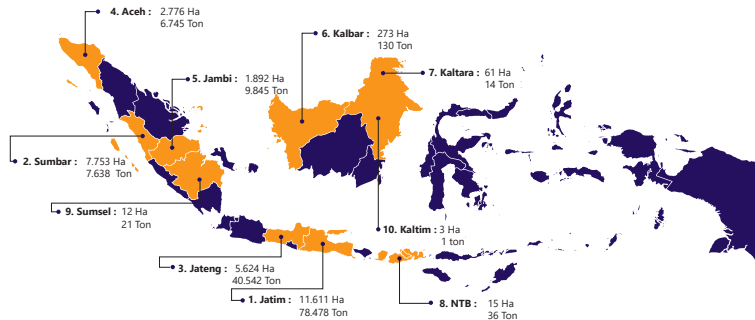 4. Aceh : 2.776 Ha
6.745 Ton
6. Kalbar : 273 Ha
130 Ton
5. Jambi : 1.892 Ha
9.845 Ton
7. Kaltara : 61 Ha
14 Ton
2. Sumbar : 7.753 Ha
7.638 Ton
9. Sumsel : 12 Ha
21 Ton
10. Kaltim : 3 Ha
1 ton
3. Jateng : 5.624 Ha
40.542 Ton
1. Jatim : 11.611 Ha
78.478 Ton
8. NTB : 15 Ha
36 Ton